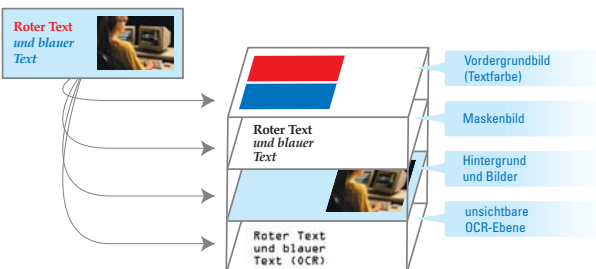 Roter Text
und blauer
Text
Vordergrundbild
(Textfarbe)
Roter Text
und blauer
Text
Maskenbild
Hintergrund
und Bilder
Roter Text
und blauer
Text (OCR)
unsichtbare
OCR-Ebene